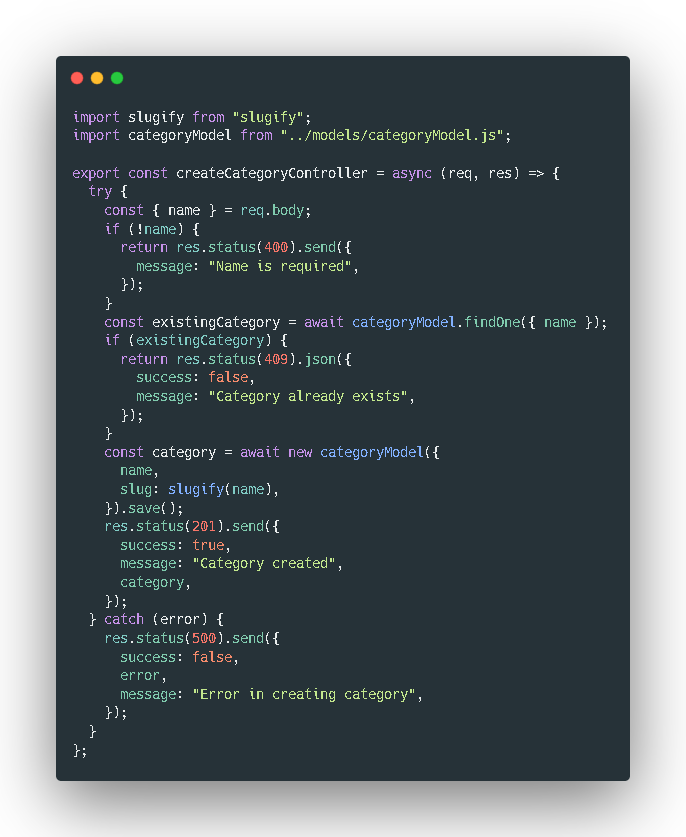 import slugify from "slugify";
import categoryModel from "../models/categoryModel.js";

export const createCategoryController = async (req, res) => {
  try {
    const { name } = req.body;
    if (!name) {
      return res.status(400).send({
        message: "Name is required",
      });
    }
    const existingCategory = await categoryModel.findOne({ name });
    if (existingCategory) {
      return res.status(409).json({
        success: false,
        message: "Category already exists",
      });
    }
    const category = await new categoryModel({
      name,
      slug: slugify(name),
    }).save();
    res.status(201).send({
      success: true,
      message: "Category created",
      category,
    });
  } catch (error) {
    res.status(500).send({
      success: false,
      error,
      message: "Error in creating category",
    });
  }
};